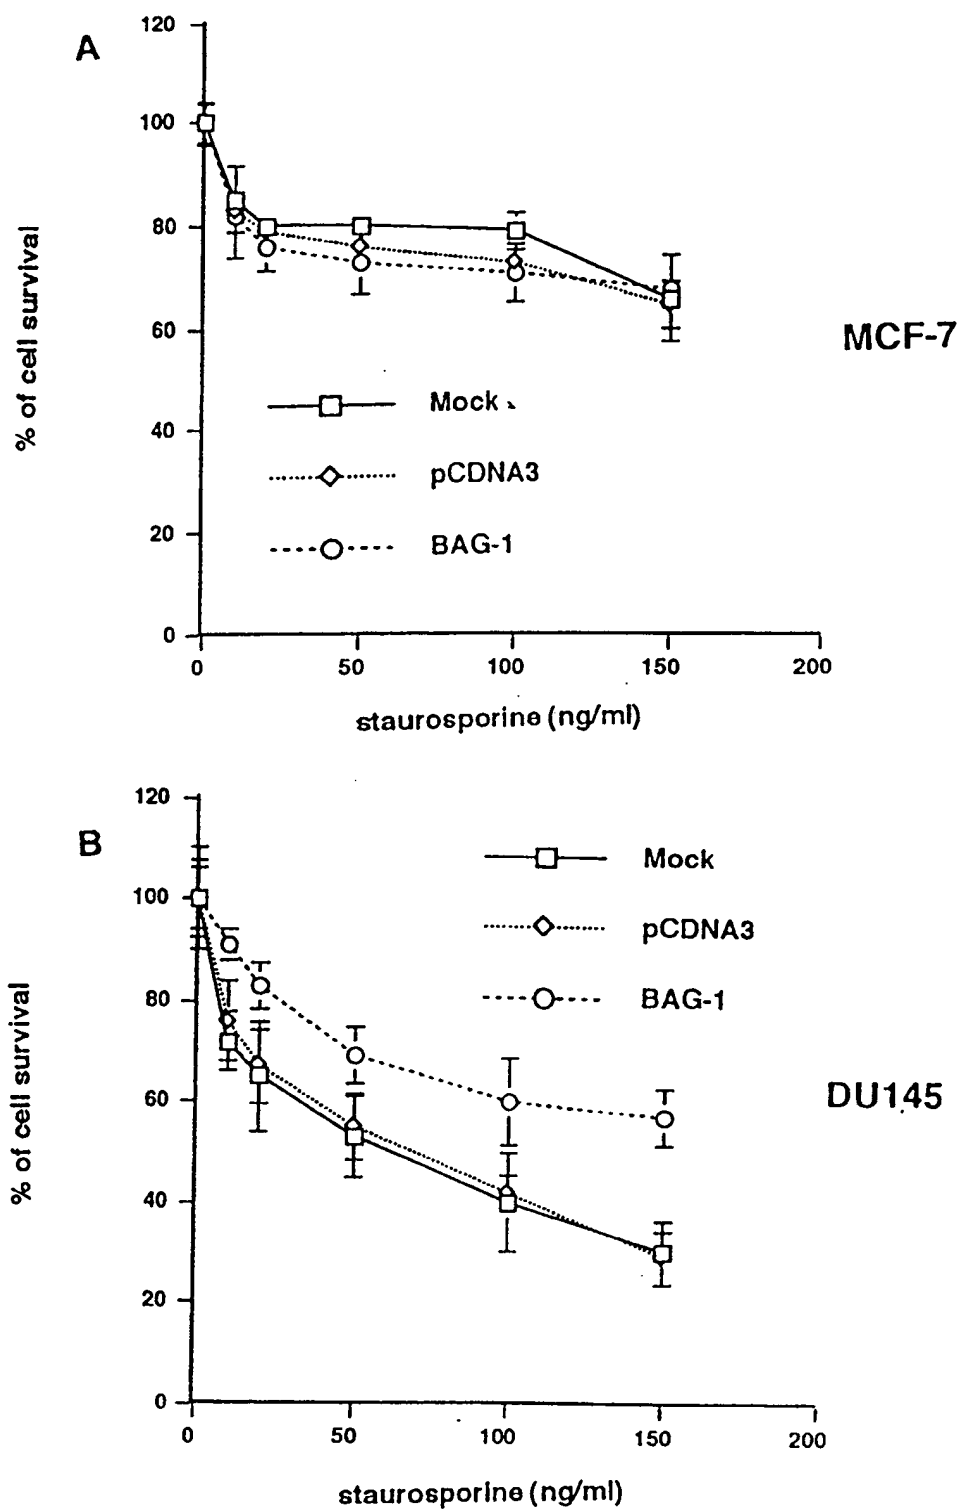 A
120
100
80
60
40
20
0
% of cell survival
Mock
pCDNA3
BAG-1
MCF-7
0 50 100 150 200
staurosporine (ng/ml)
B
120
100
80
60
40
20
0
% of cell survival
Mock
pCDNA3
BAG-1
DU145
0 50 100 150 200
staurosporine (ng/ml)